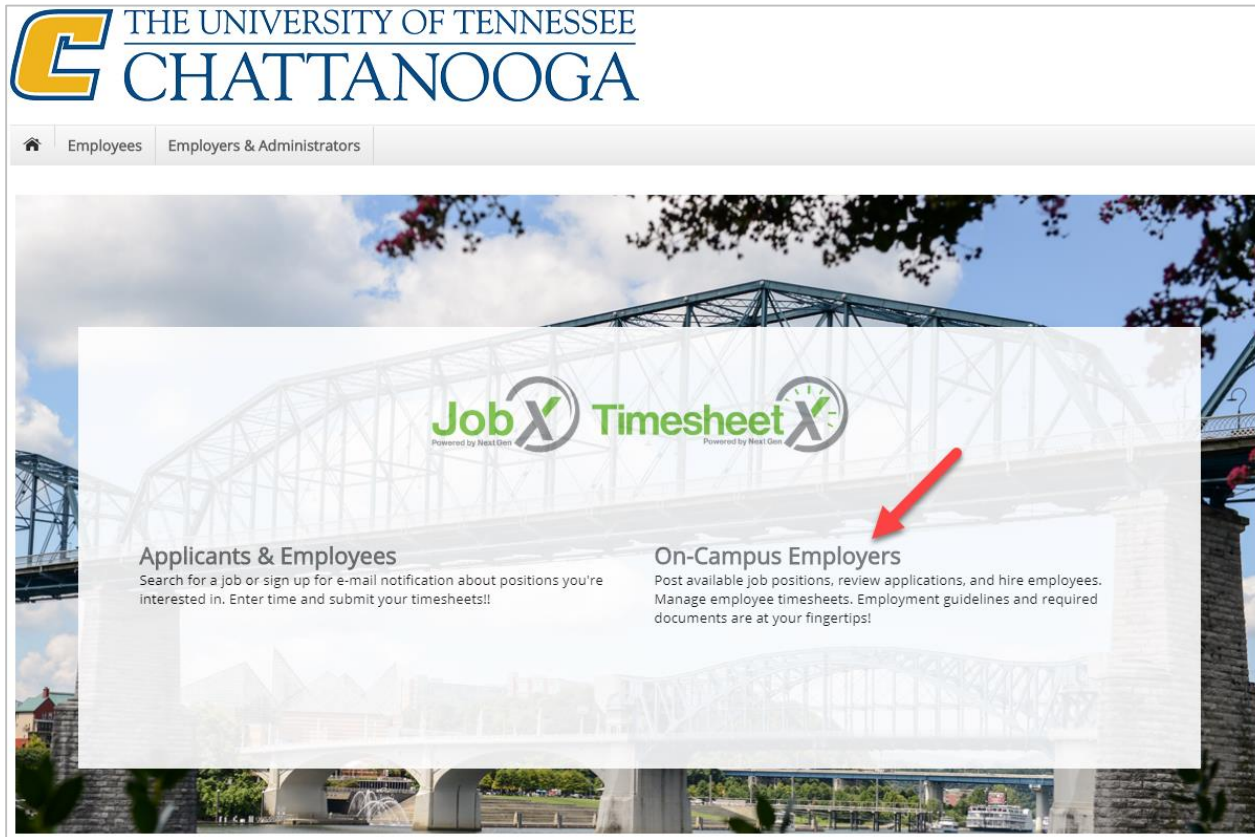 THE UNIVERSITY OF TENNESSEE
CHATTANOOGA
Employees Employers & Administrators
JobX TimesheetX
Powered by Next Gen Powered by Next Gen
Applicants & Employees
Search for a job or sign up for e-mail notification about positions you're
interested in. Enter time and submit your timesheets!!
On-Campus Employers
Post available job positions, review applications, and hire employees.
Manage employee timesheets. Employment guidelines and required
documents are at your fingertips!